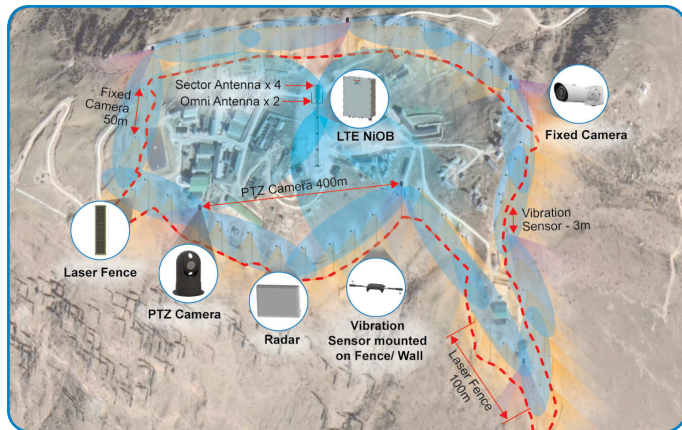 Sector Antenna x 4
Omni Antenna x 2
Fixed
Camera
50m
LTE NiOB
Fixed Camera
PTZ Camera 400m
Vibration
Sensor - 3m
Laser Fence
PTZ Camera
Radar
Vibration
Sensor mounted
on Fence/ Wall
Laser Fence
100m